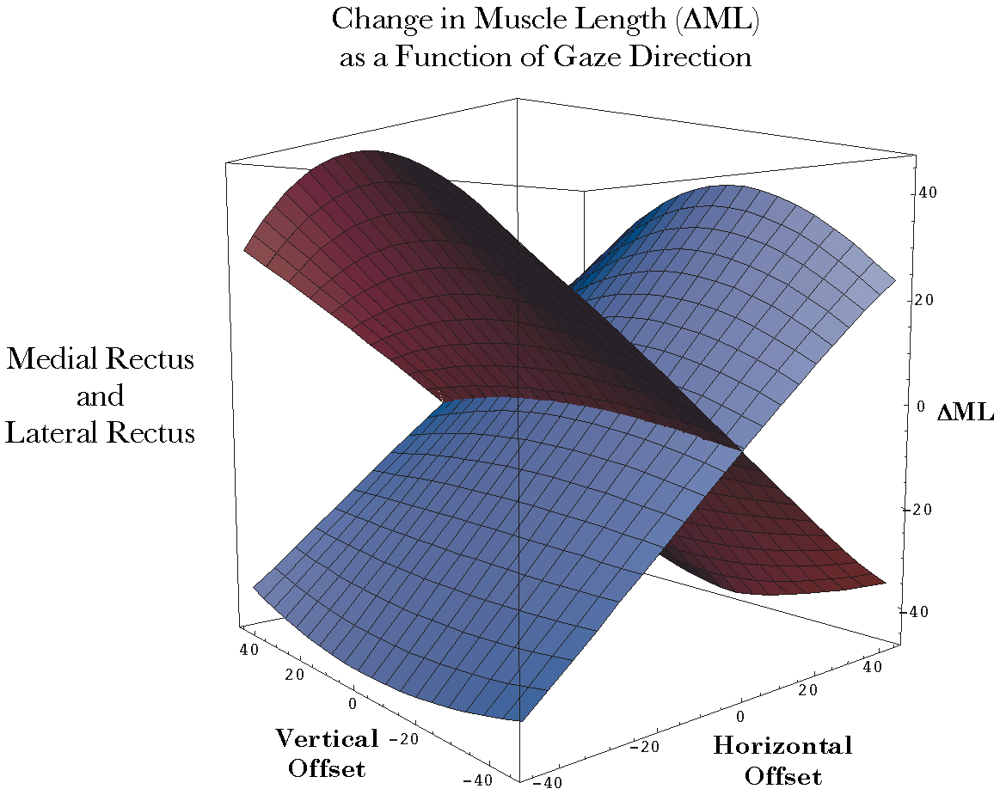 Change in Muscle Length (ΔML)
as a Function of Gaze Direction
40
20
0
ΔML
-20
-40
Medial Rectus
and
Lateral Rectus
40
20
0
-20
-40
Vertical
Offset
-40
-20
0
20
40
Horizontal
Offset